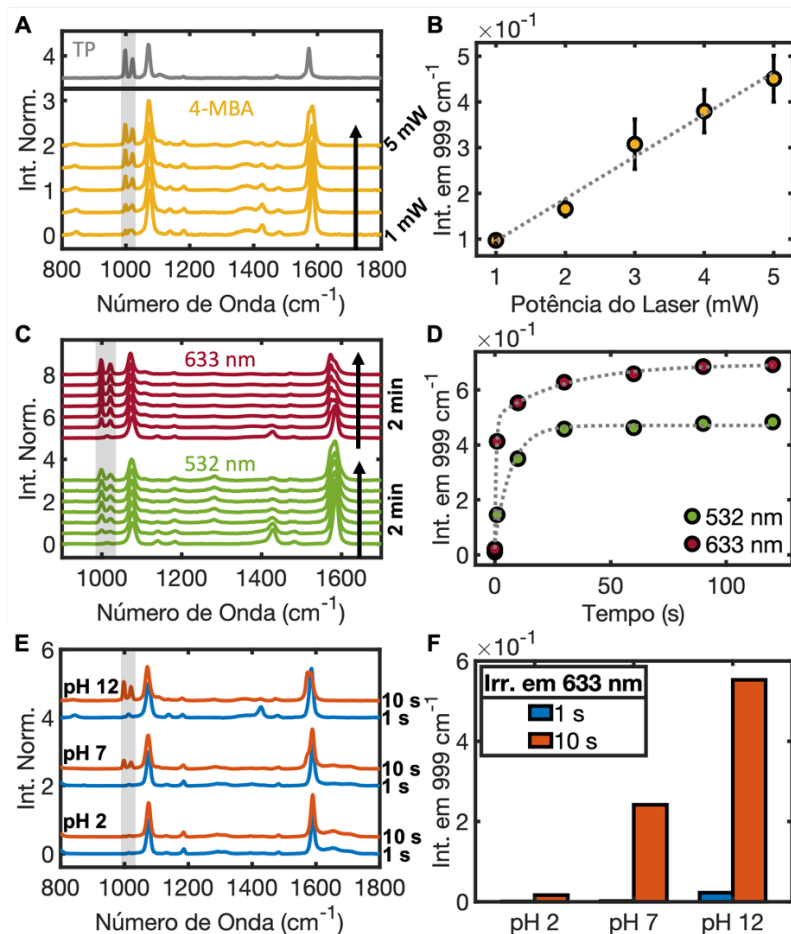 A
TP
4
3
4-MBA
2
1
0
5 mW
1 mW
Int. Norm.
800 1000 1200 1400 1600 1800
Número de Onda (cm⁻¹)
B
×10⁻¹
5
4
3
2
1
Int. em 999 cm⁻¹
1 2 3 4 5
Potência do Laser (mW)
C
633 nm
2 min
532 nm
2 min
8
6
4
2
0
Int. Norm.
1000 1200 1400 1600
Número de Onda (cm⁻¹)
D
×10⁻¹
8
6
4
2
0
Int. em 999 cm⁻¹
532 nm
633 nm
0 50 100
Tempo (s)
E
6
4
2
0
Int. Norm.
pH 12
10 s
1 s
pH 7
10 s
1 s
pH 2
10 s
1 s
800 1000 1200 1400 1600 1800
Número de Onda (cm⁻¹)
F
×10⁻¹
6
4
2
0
Int. em 999 cm⁻¹
Irr. em 633 nm
1 s
10 s
pH 2 pH 7 pH 12